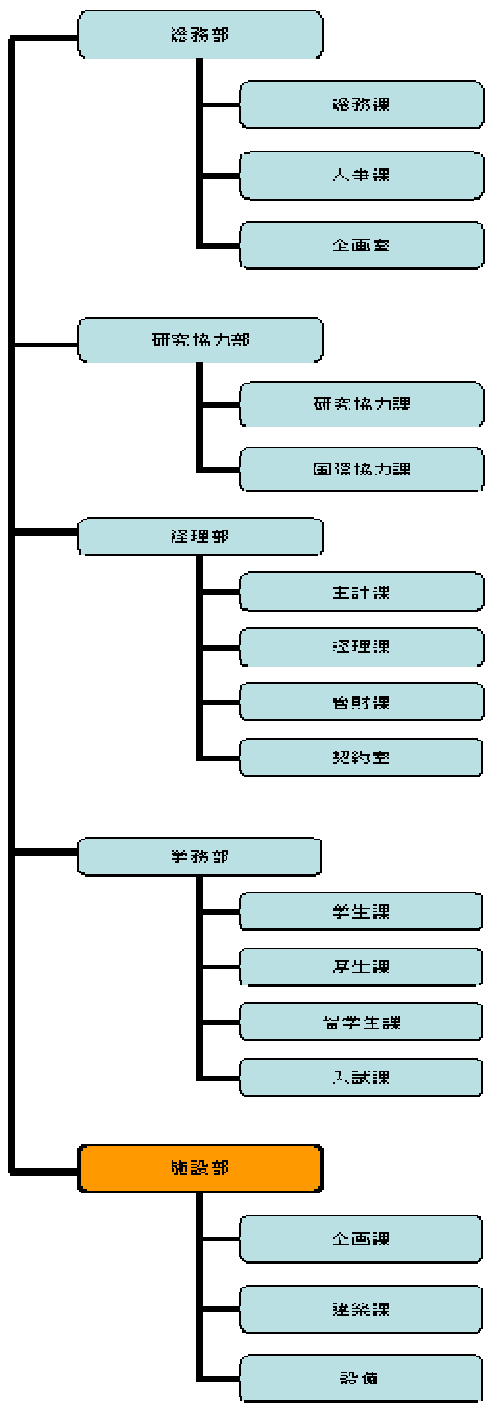 総務部
総務課
人事課
企画室
研究協力部
研究協力課
国際協力課
経理部
主計課
経理課
管財課
契約室
学務部
学生課
厚生課
留学生課
入試課
施設部
企画課
建築課
設備